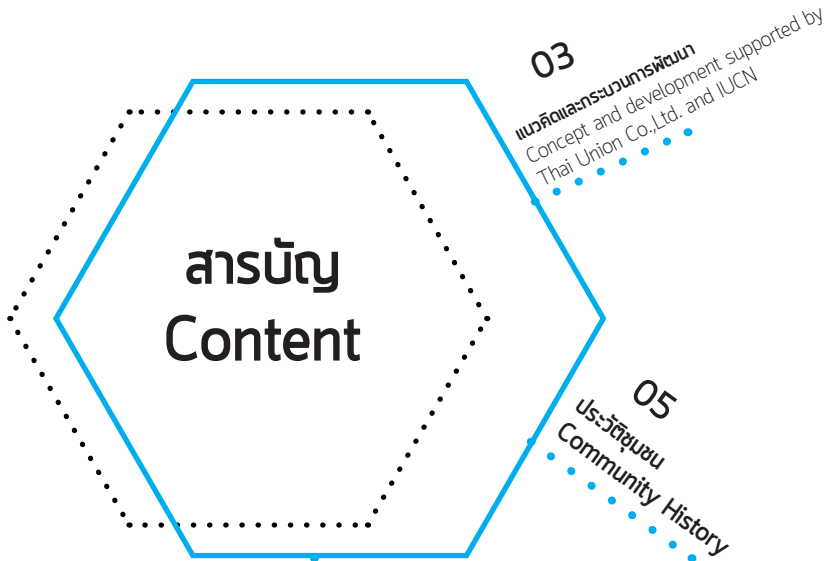 สารบัญ
Content
03
แนวคิดและกระบวนการพัฒนา
Concept and development supported by
Thai Union Co.,Ltd. and IUCN
05
ประวัติชุมชน
Community History